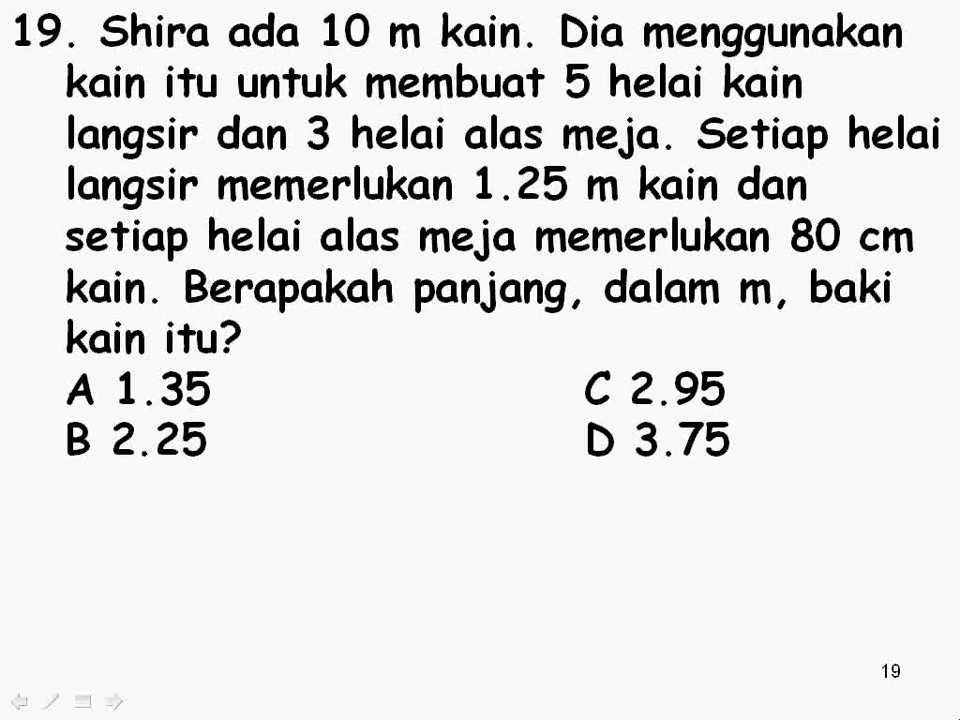 19. Shira ada 10 m kain. Dia menggunakan
kain itu untuk membuat 5 helai kain
langsir dan 3 helai alas meja. Setiap helai
langsir memerlukan 1.25 m kain dan
setiap helai alas meja memerlukan 80 cm
kain. Berapakah panjang, dalam m, baki
kain itu?
A 1.35 C 2.95
B 2.25 D 3.75
19